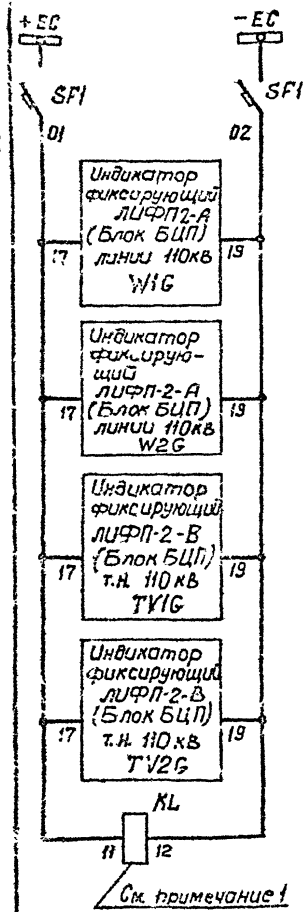 + EC
- EC
SF1
SF1
01
02
Индикатор
фиксирующий
ЛИФП2-А
(Блок БЦП)
линии 110кв
W1G
17
19
Индикатор
фиксирую-
щий
ЛИФП-2-А
(Блок БЦП)
линии 110кв
W2G
17
19
Индикатор
фиксирующий
ЛИФП-2-В
(Блок БЦП)
т.н. 110кв
TV1G
17
19
Индикатор
фиксирующий
ЛИФП-2-В
(Блок БЦП)
т.н. 110кв
TV2G
17
19
KL
11
12
См. примечание 1